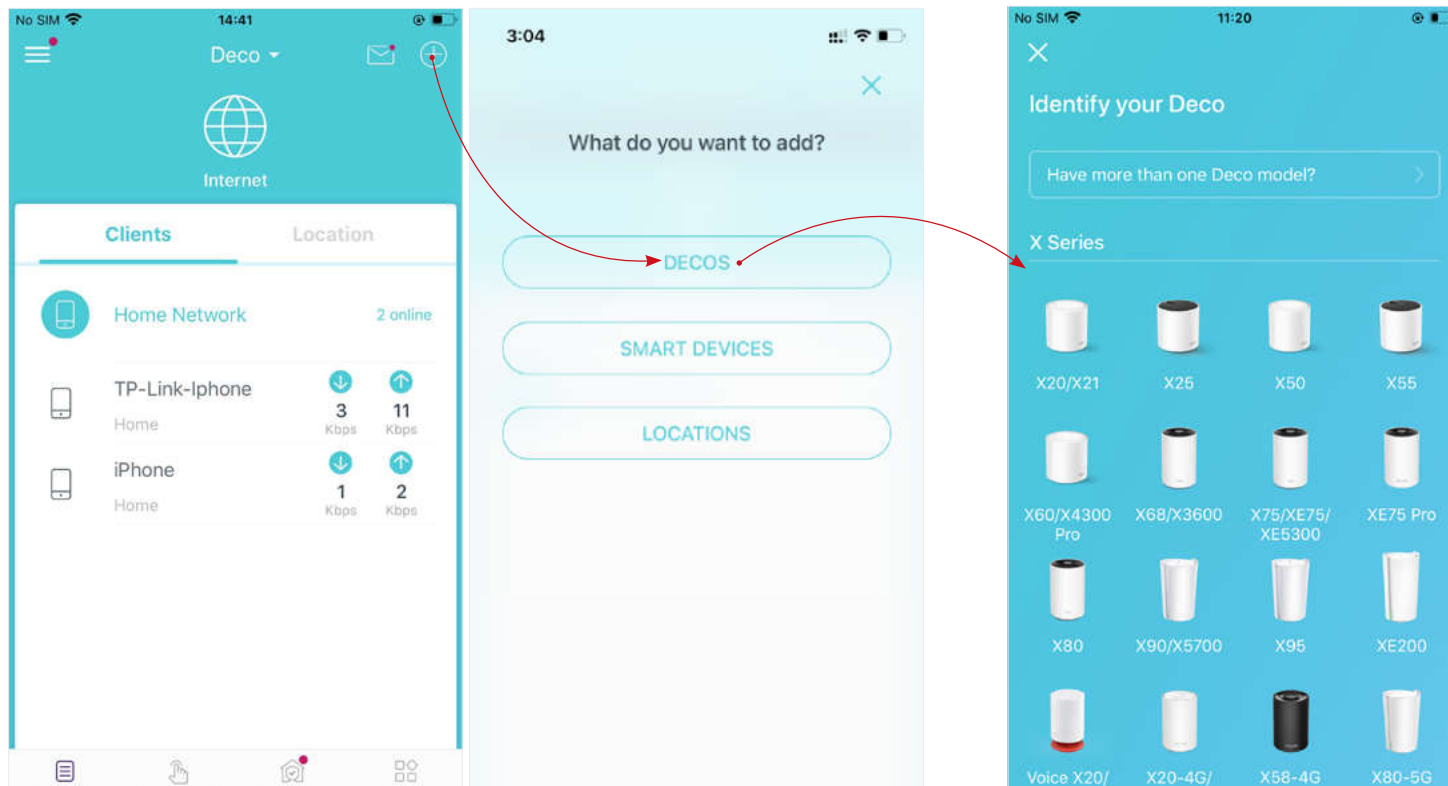 No SIM 14:41
Deco
Internet
Clients Location
Home Network 2 online
TP-Link-Iphone 3 11
Home Kbps Kbps
iPhone 1 2
Home Kbps Kbps
3:04
What do you want to add?
DECOS
SMART DEVICES
LOCATIONS
No SIM 11:20
Identify your Deco
Have more than one Deco model?
X Series
X20/X21 X25 X50 X55
X60/X4300 X68/X3600 X75/XE75/ XE75 Pro
Pro XE5300
X80 X90/X5700 X95 XE200
Voice X20/ X20-4G/ X58-4G X80-5G